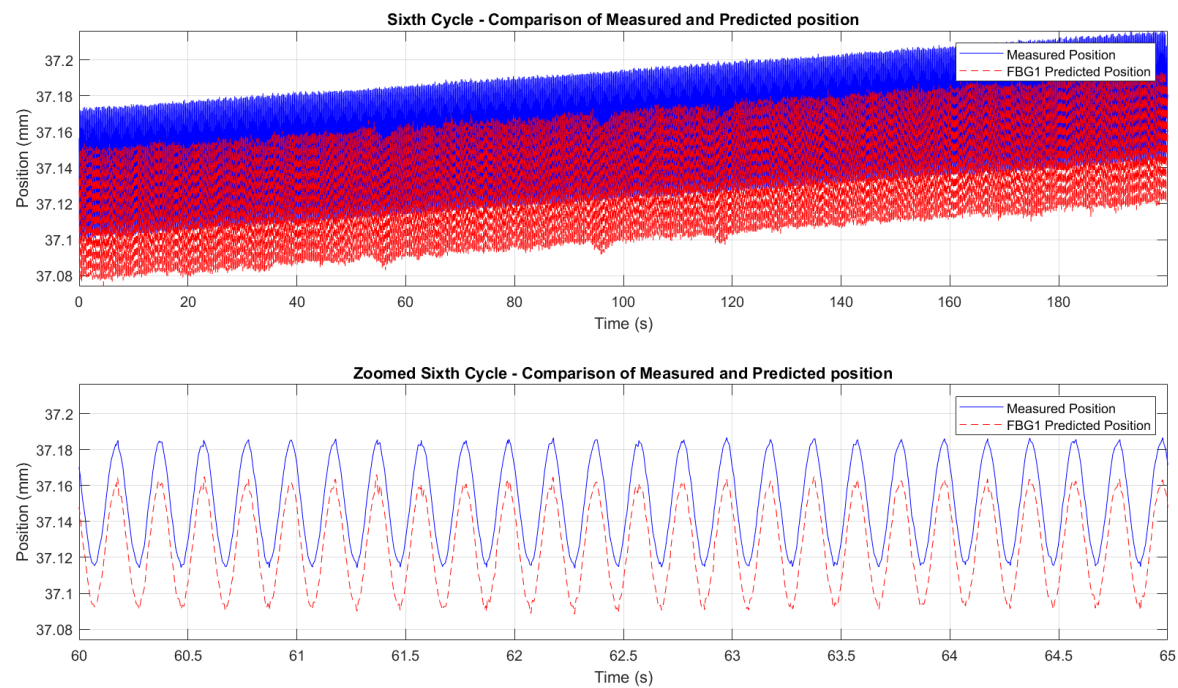 Sixth Cycle - Comparison of Measured and Predicted position
Measured Position
FBG1 Predicted Position
37.2
37.18
37.16
37.14
37.12
37.1
37.08
Position (mm)
0 20 40 60 80 100 120 140 160 180
Time (s)
Zoomed Sixth Cycle - Comparison of Measured and Predicted position
Measured Position
FBG1 Predicted Position
37.2
37.18
37.16
37.14
37.12
37.1
37.08
Position (mm)
60 60.5 61 61.5 62 62.5 63 63.5 64 64.5 65
Time (s)